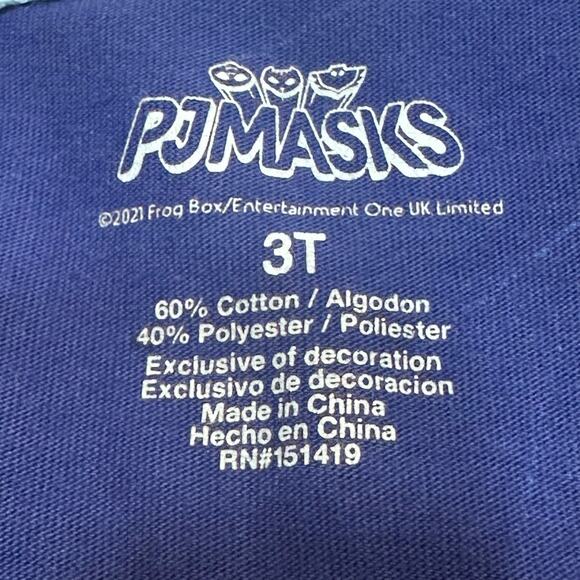 PJMASKS
©2021 Frog Box/Entertainment One UK Limited
3T
60% Cotton / Algodon
40% Polyester / Poliester
Exclusive of decoration
Exclusivo de decoracion
Made in China
Hecho en China
RN#151419